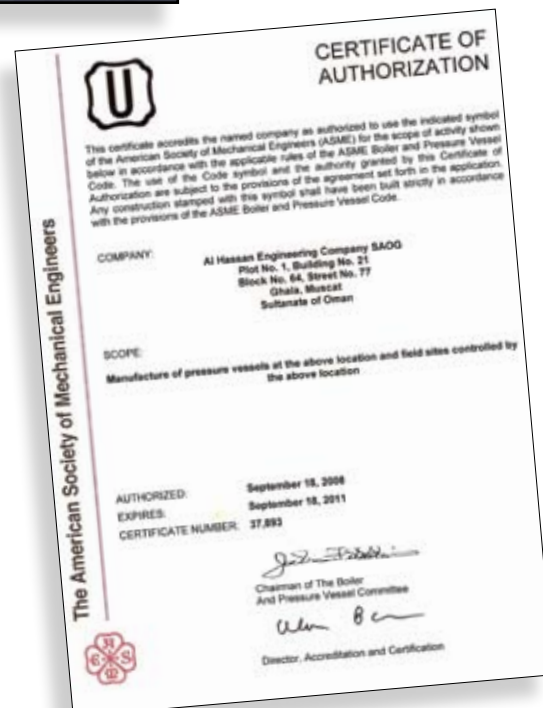 U
CERTIFICATE OF
AUTHORIZATION
This certificate accredits the named company as authorized to use the indicated symbol
of the American Society of Mechanical Engineers (ASME) for the scope of activity shown
below in accordance with the applicable rules of the ASME Boiler and Pressure Vessel
Code. The use of the Code symbol and the authority granted by this Certificate of
Authorization are subject to the provisions of the agreement set forth in the application.
Any construction stamped with this symbol shall have been built strictly in accordance
with the provisions of the ASME Boiler and Pressure Vessel Code.
COMPANY:
Al Hassan Engineering Company SAOG
Plot No. 1, Building No. 21
Block No. 64, Street No. 77
Ghala, Muscat
Sultanate of Oman
SCOPE:
Manufacture of pressure vessels at the above location and field sites controlled by
the above location
AUTHORIZED: September 18, 2008
EXPIRES: September 18, 2011
CERTIFICATE NUMBER: 37,893
Chairman of The Boiler
And Pressure Vessel Committee
Director, Accreditation and Certification
The American Society of Mechanical Engineers
A
S
M
E